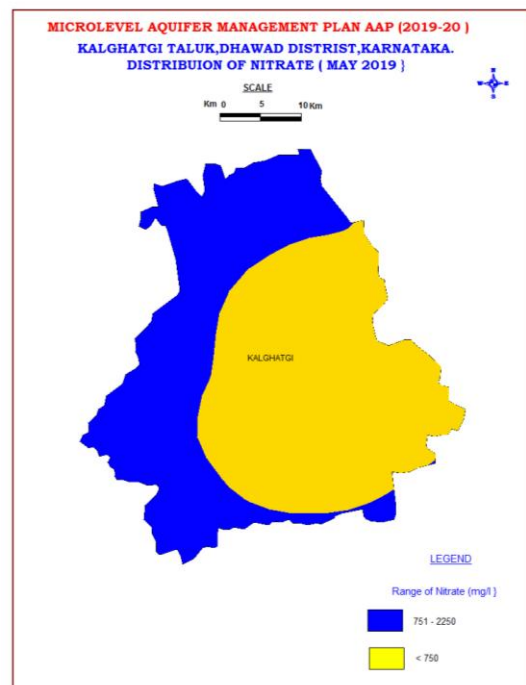 MICROLEVEL AQUIFER MANAGEMENT PLAN AAP (2019-20 )
KALGHATGI TALUK,DHAWAD DISTRIST,KARNATAKA.
DISTRIBUION OF NITRATE ( MAY 2019 }
SCALE
Km 0 5 10 Km
N
W E
S
KALGHATGI
LEGEND
Range of Nitrate (mg/l }
751 - 2250
< 750